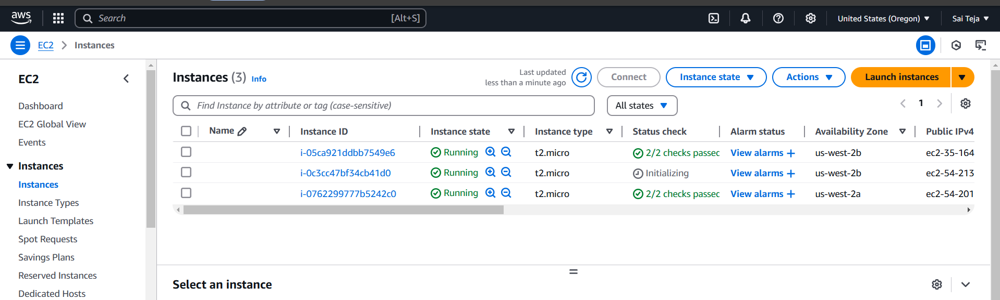 aws
Search [Alt+S]
United States (Oregon)
Sai Teja
EC2 Instances
EC2
Dashboard
EC2 Global View
Events
Instances
Instances
Instance Types
Launch Templates
Spot Requests
Savings Plans
Reserved Instances
Dedicated Hosts
Instances (3) Info
Last updated
less than a minute ago
Connect
Instance state
Actions
Launch instances
Find Instance by attribute or tag (case-sensitive)
All states
1
Name Instance ID Instance state Instance type Status check Alarm status Availability Zone Public IPv4
i-05ca921ddbb7549e6 Running t2.micro 2/2 checks passed View alarms + us-west-2b ec2-35-164
i-0c3cc47bf34cb41d0 Running t2.micro Initializing View alarms + us-west-2b ec2-54-213
i-0762299777b5242c0 Running t2.micro 2/2 checks passed View alarms + us-west-2a ec2-54-201
Select an instance